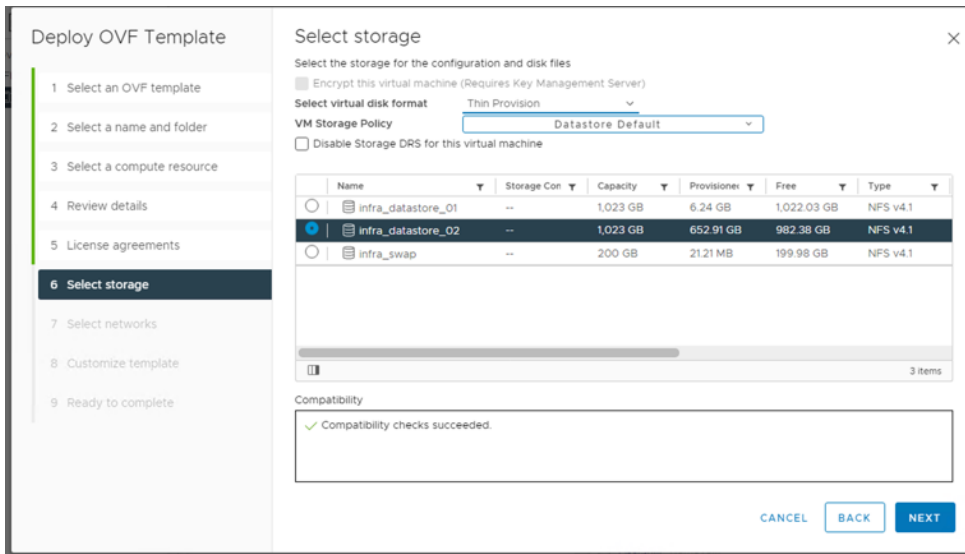 Deploy OVF Template
1 Select an OVF template
2 Select a name and folder
3 Select a compute resource
4 Review details
5 License agreements
6 Select storage
7 Select networks
8 Customize template
9 Ready to complete
Select storage
Select the storage for the configuration and disk files
Encrypt this virtual machine (Requires Key Management Server)
Select virtual disk format Thin Provision
VM Storage Policy Datastore Default
Disable Storage DRS for this virtual machine
Name Storage Com Capacity Provisioned Free Type
infra_datastore_01 -- 1,023 GB 6.24 GB 1,022.03 GB NFS v4.1
infra_datastore_02 -- 1,023 GB 652.91 GB 982.38 GB NFS v4.1
infra_swap -- 200 GB 21.21 MB 199.98 GB NFS v4.1
3 items
Compatibility
Compatibility checks succeeded.
CANCEL BACK NEXT